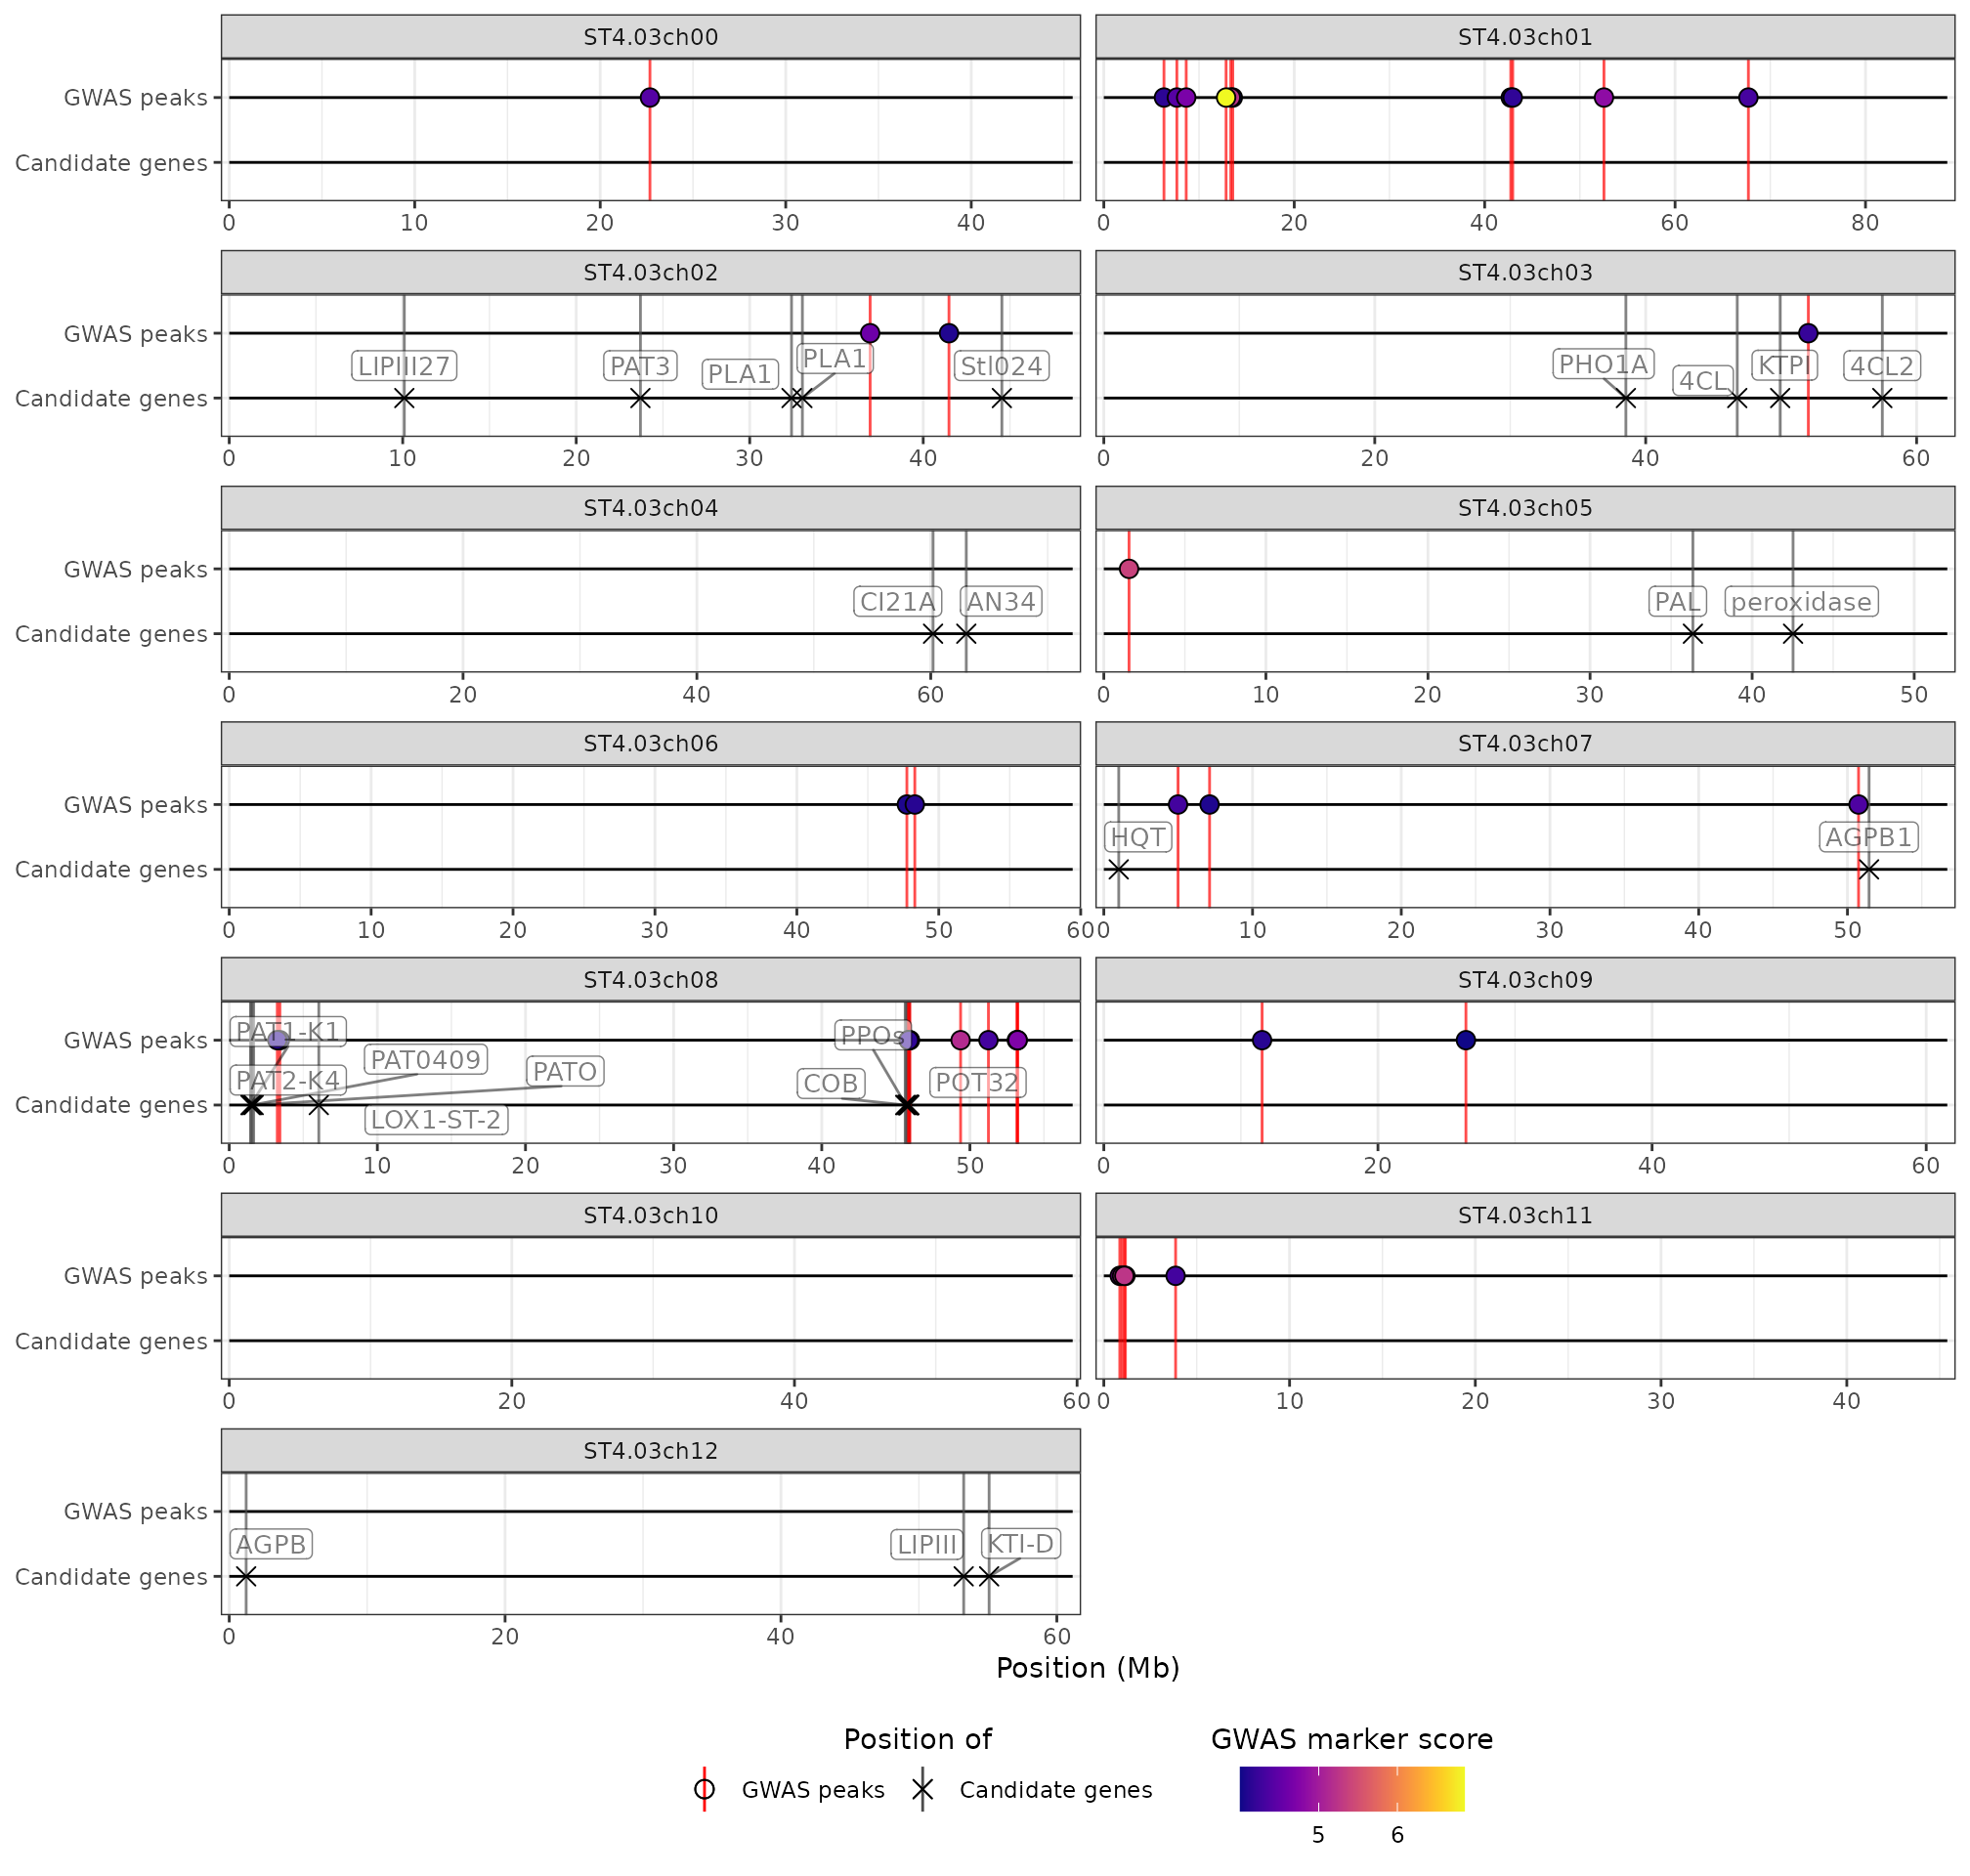 ST4.03ch00 ST4.03ch01
GWAS peaks
Candidate genes
0 10 20 30 40 0 20 40 60 80
ST4.03ch02 ST4.03ch03
GWAS peaks
LIPIII27 PAT3 PLA1 PLA1 Stl024 PHO1A 4CL KTPI 4CL2
Candidate genes
0 10 20 30 40 0 20 40 60
ST4.03ch04 ST4.03ch05
GWAS peaks
CI21A AN34 PAL peroxidase
Candidate genes
0 20 40 60 0 10 20 30 40 50
ST4.03ch06 ST4.03ch07
GWAS peaks
HQT AGPB1
Candidate genes
0 10 20 30 40 50 60 0 10 20 30 40 50
ST4.03ch08 ST4.03ch09
GWAS peaks PAT1-K1 PPOs
PAT2-K4 PAT0409 PATO COB POT32
Candidate genes
LOX1-ST-2
0 10 20 30 40 50 0 20 40 60
ST4.03ch10 ST4.03ch11
GWAS peaks
Candidate genes
0 20 40 60 0 10 20 30 40
ST4.03ch12
GWAS peaks
AGPB LIPIII KTI-D
Candidate genes
0 20 40 60
Position (Mb)
Position of GWAS marker score
GWAS peaks Candidate genes
5 6